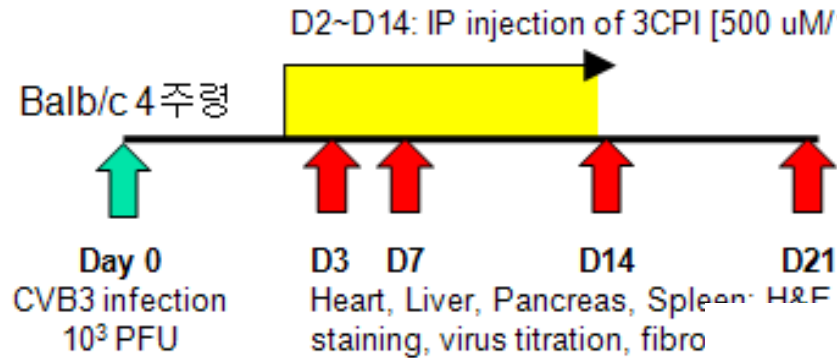 D2~D14: IP injection of 3CPI [500 uM/
Balb/c 4주령
Day 0
D3 D7 D14 D21
CVB3 infection
10³ PFU
Heart, Liver, Pancreas, Spleen: H&E
staining, virus titration, fibro